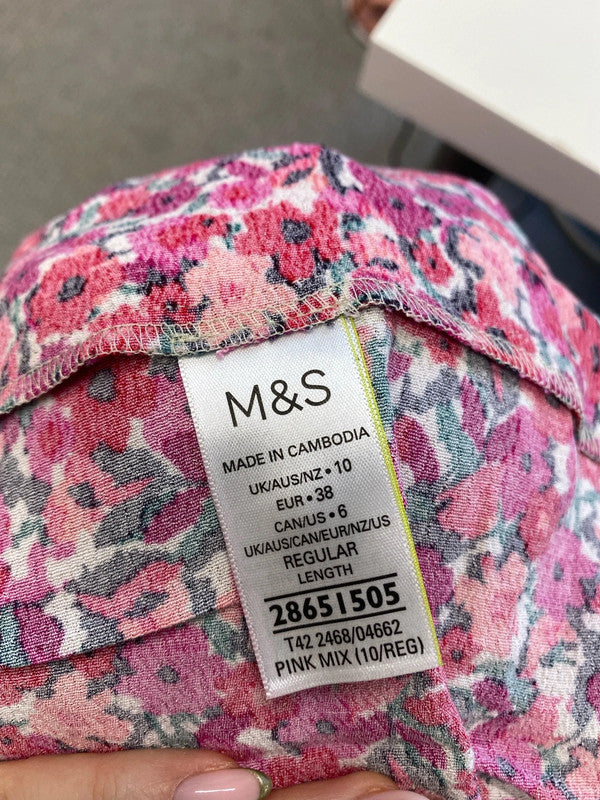 M&S
MADE IN CAMBODIA
UK/AUS/NZ • 10
EUR • 38
CAN/US • 6
UK/AUS/CAN/EUR/NZ/US
REGULAR
LENGTH
28651505
T42 2468/04662
PINK MIX (10/REG)